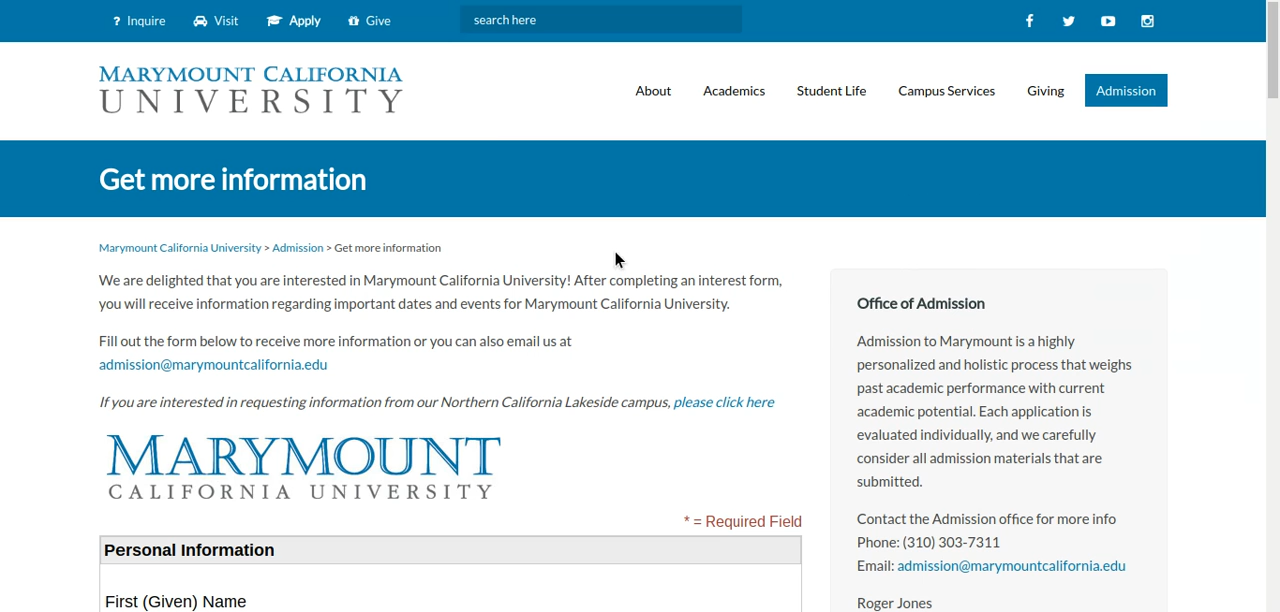 ? Inquire Visit Apply Give search here
MARYMOUNT CALIFORNIA
UNIVERSITY
About Academics Student Life Campus Services Giving Admission
Get more information
Marymount California University > Admission > Get more information
We are delighted that you are interested in Marymount California University! After completing an interest form,
you will receive information regarding important dates and events for Marymount California University.
Fill out the form below to receive more information or you can also email us at
admission@marymountcalifornia.edu
If you are interested in requesting information from our Northern California Lakeside campus, please click here
MARYMOUNT
CALIFORNIA UNIVERSITY
* = Required Field
Personal Information
First (Given) Name
Office of Admission
Admission to Marymount is a highly
personalized and holistic process that weighs
past academic performance with current
academic potential. Each application is
evaluated individually, and we carefully
consider all admission materials that are
submitted.
Contact the Admission office for more info
Phone: (310) 303-7311
Email: admission@marymountcalifornia.edu
Roger Jones